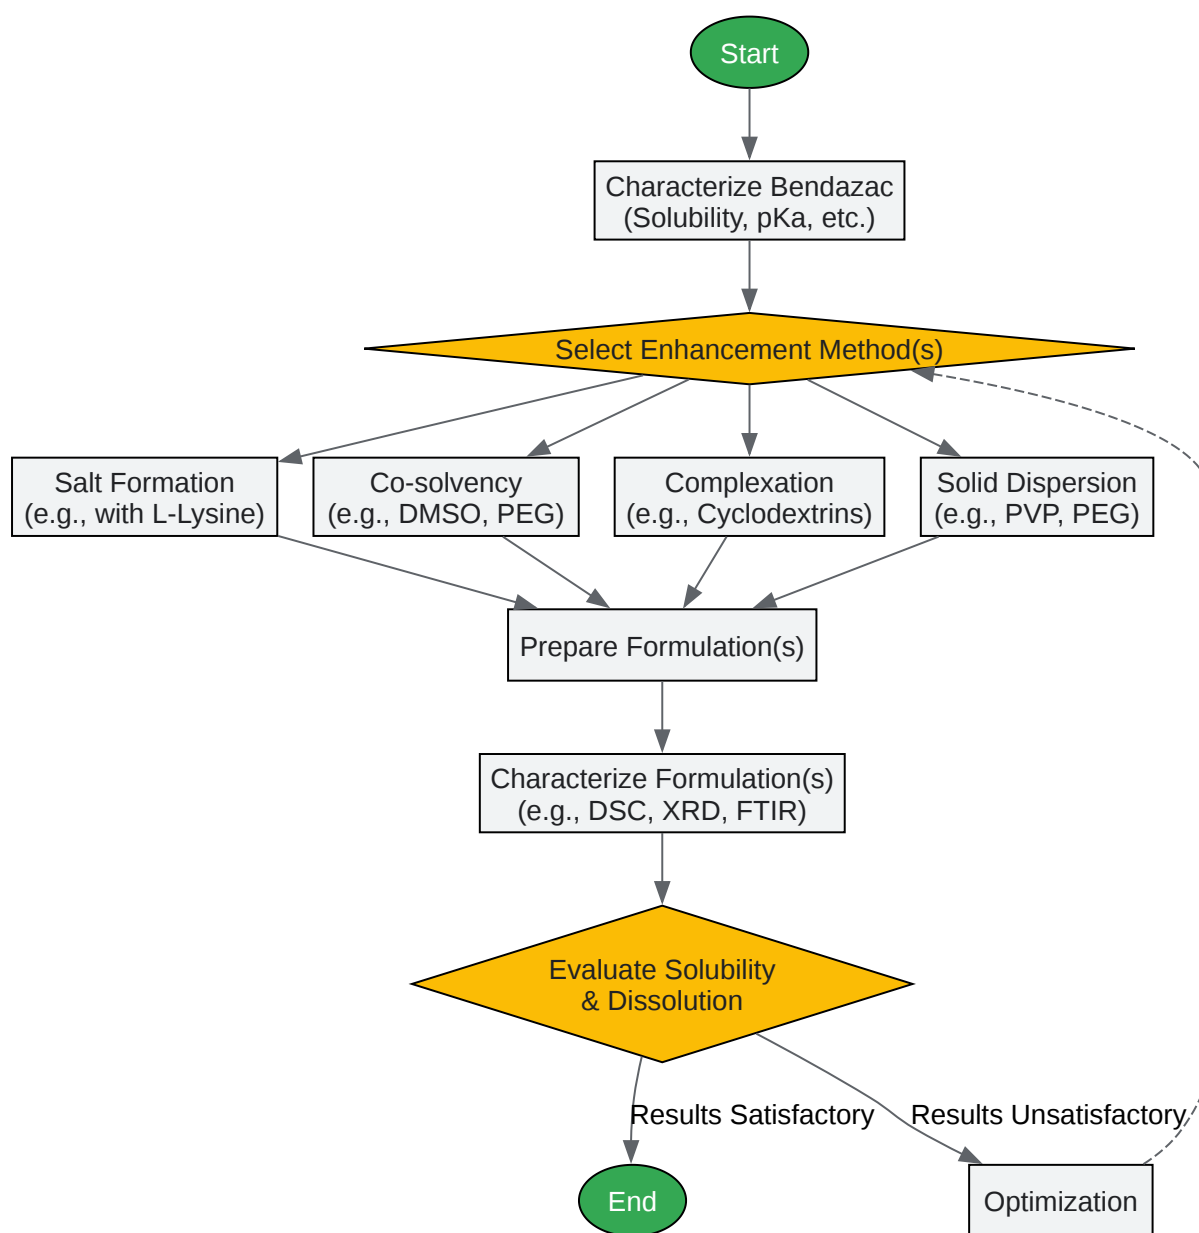 Start
Characterize Bendazac
(Solubility, pKa, etc.)
Select Enhancement Method(s)
Salt Formation
(e.g., with L-Lysine)
Co-solvency
(e.g., DMSO, PEG)
Complexation
(e.g., Cyclodextrins)
Solid Dispersion
(e.g., PVP, PEG)
Prepare Formulation(s)
Characterize Formulation(s)
(e.g., DSC, XRD, FTIR)
Evaluate Solubility
& Dissolution
Results Satisfactory
Results Unsatisfactory
End
Optimization